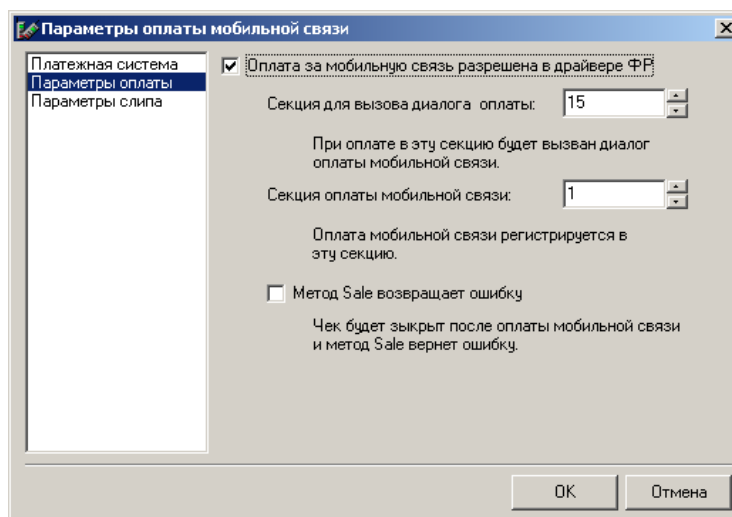 Параметры оплаты мобильной связи
Платежная система
Параметры оплаты
Параметры слипа
Оплата за мобильную связь разрешена в драйвере ФР
Секция для вызова диалога оплаты:
15
При оплате в эту секцию будет вызван диалог
оплаты мобильной связи.
Секция оплаты мобильной связи:
1
Оплата мобильной связи регистрируется в
эту секцию.
Метод Sale возвращает ошибку
Чек будет зыкрыт после оплаты мобильной связи
и метод Sale вернет ошибку.
OK
Отмена